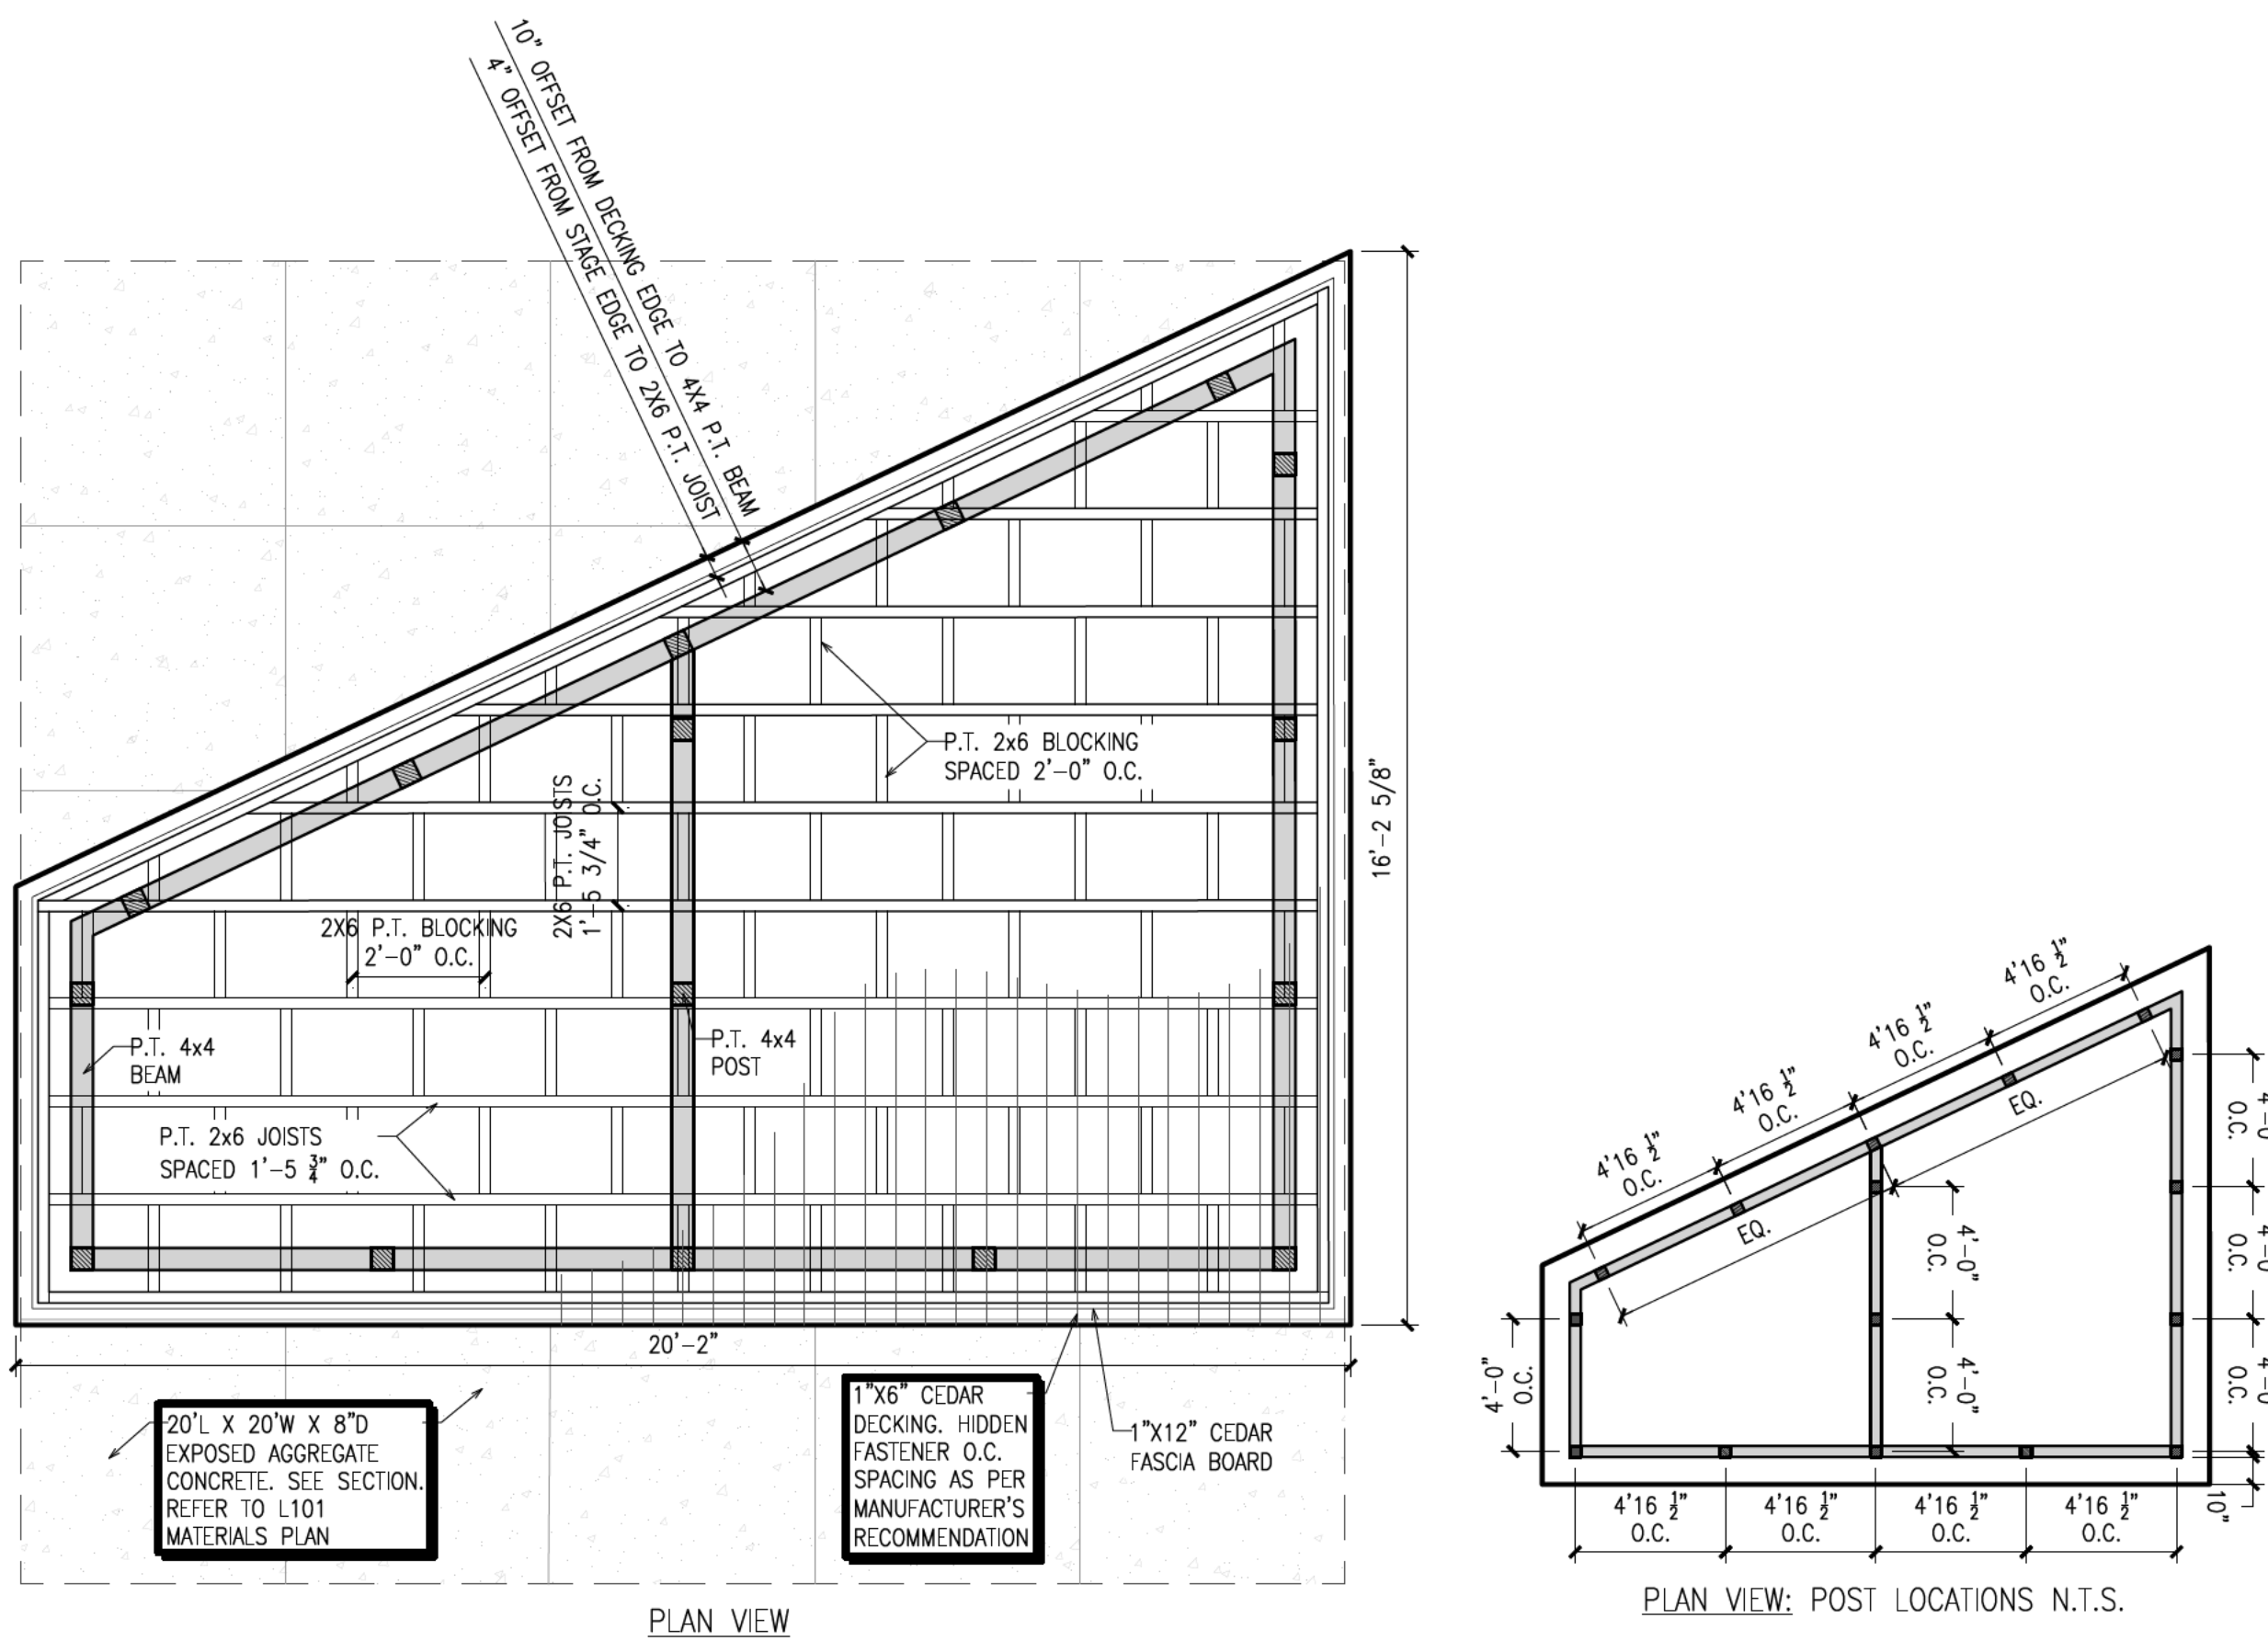 10" OFFSET FROM DECKING EDGE TO 4X4 P.T. BEAM
4" OFFSET FROM STAGE EDGE TO 2X6 P.T. JOIST
P.T. 2x6 BLOCKING
SPACED 2'-0" O.C.
16'-2 5/8"
2X6 P.T. JOISTS
1'-5 3/4" O.C.
2X6 P.T. BLOCKING
2'-0" O.C.
P.T. 4x4
BEAM
P.T. 4x4
POST
P.T. 2x6 JOISTS
SPACED 1'-5 3/4" O.C.
20'-2"
20'L X 20'W X 8"D
EXPOSED AGGREGATE
CONCRETE. SEE SECTION.
REFER TO L101
MATERIALS PLAN
1"X6" CEDAR
DECKING. HIDDEN
FASTENER O.C.
SPACING AS PER
MANUFACTURER'S
RECOMMENDATION
1"X12" CEDAR
FASCIA BOARD
PLAN VIEW
4'16 1/2"
O.C.
4'16 1/2"
O.C.
4'16 1/2"
O.C.
4'16 1/2"
O.C.
EQ.
EQ.
4'-0"
O.C.
4'-0"
O.C.
4'-0"
O.C.
O.C.
O.C.
O.C.
10"
4'16 1/2"
O.C.
4'16 1/2"
O.C.
4'16 1/2"
O.C.
4'16 1/2"
O.C.
PLAN VIEW: POST LOCATIONS N.T.S.